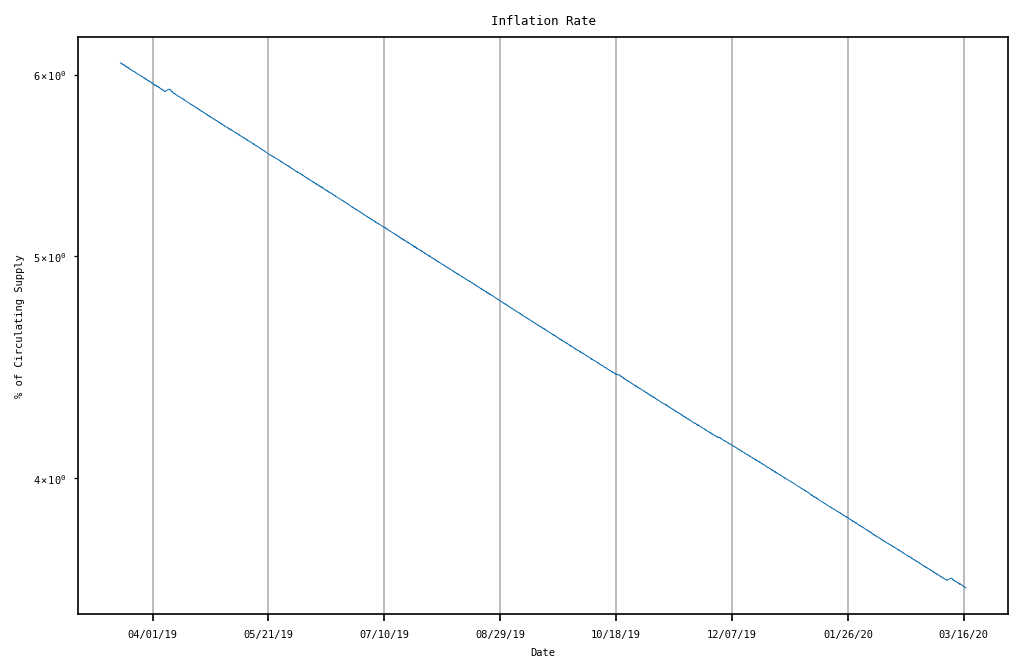 Inflation Rate
6×10⁰
5×10⁰
4×10⁰
% of Circulating Supply
04/01/19 05/21/19 07/10/19 08/29/19 10/18/19 12/07/19 01/26/20 03/16/20
Date